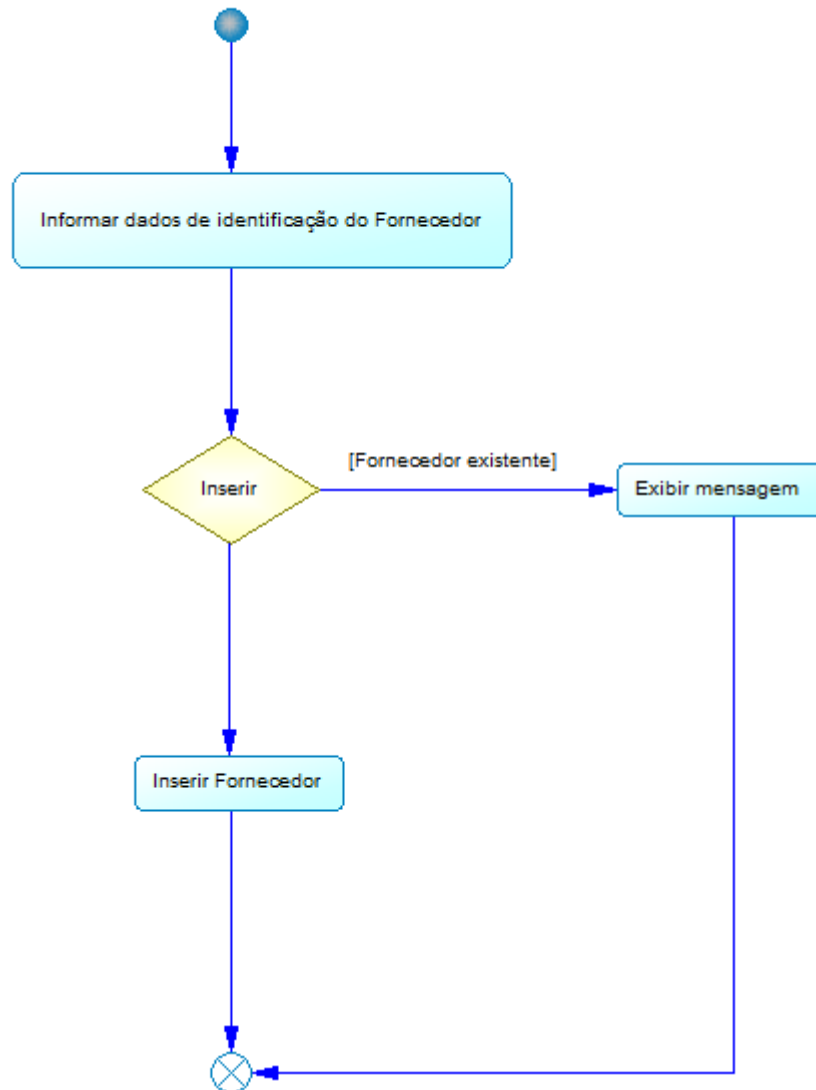 Informar dados de identificação do Fornecedor
[Fornecedor existente]
Inserir
Exibir mensagem
Inserir Fornecedor